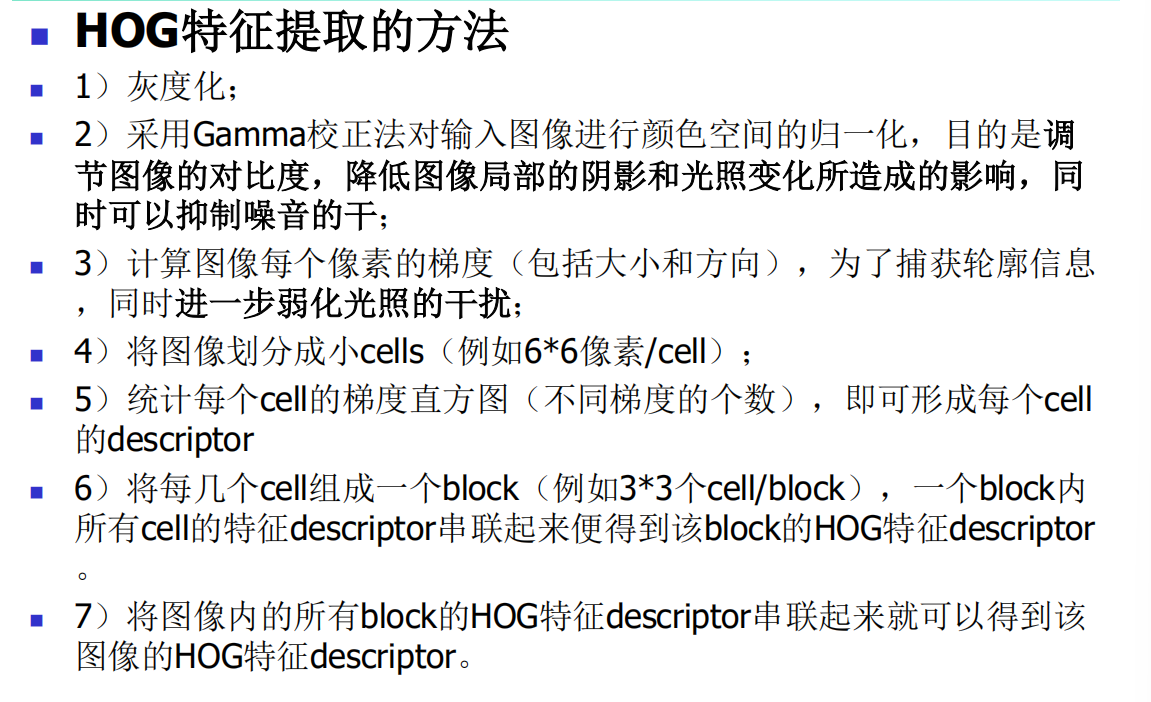 HOG特征提取的方法
1）灰度化；
2）采用Gamma校正法对输入图像进行颜色空间的归一化，目的是调
节图像的对比度，降低图像局部的阴影和光照变化所造成的影响，同
时可以抑制噪音的干；
3）计算图像每个像素的梯度（包括大小和方向），为了捕获轮廓信息
，同时进一步弱化光照的干扰；
4）将图像划分成小cells（例如6*6像素/cell）；
5）统计每个cell的梯度直方图（不同梯度的个数），即可形成每个cell
的descriptor
6）将每几个cell组成一个block（例如3*3个cell/block），一个block内
所有cell的特征descriptor串联起来便得到该block的HOG特征descriptor
。
7）将图像内的所有block的HOG特征descriptor串联起来就可以得到该
图像的HOG特征descriptor。